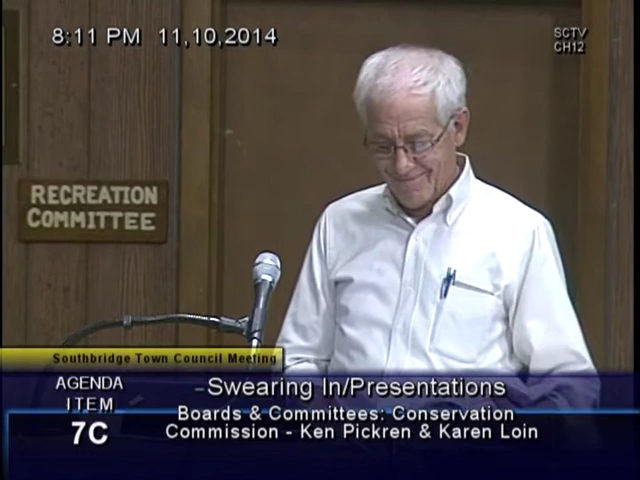 8:11 PM 11,10,2014
SCTV
CH12
RECREATION
COMMITTEE
Southbridge Town Council Meeting
AGENDA
ITEM
7C
-Swearing In/Presentations
Boards & Committees: Conservation
Commission - Ken Pickren & Karen Loin